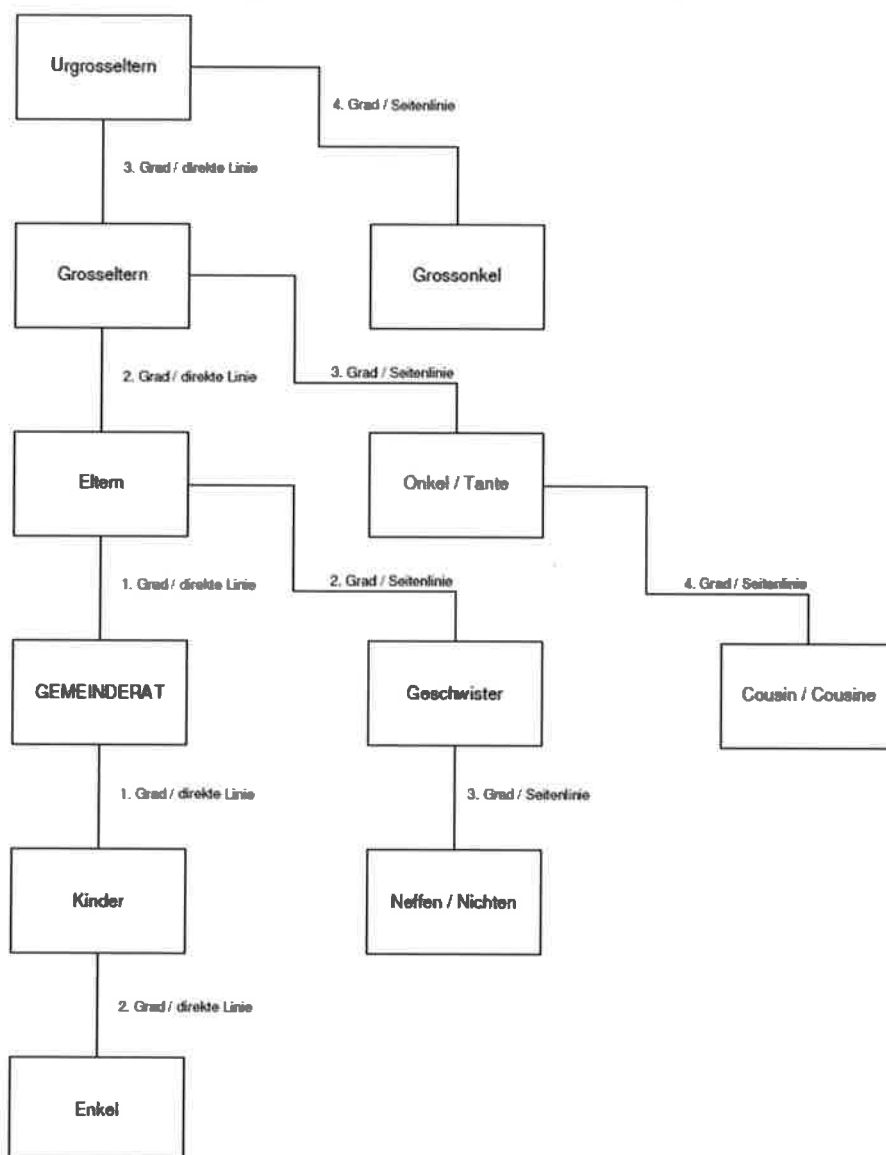 Urgrosseltern
4. Grad / Seitenlinie
3. Grad / direkte Linie
Grosseltern
Grossonkel
2. Grad / direkte Linie
3. Grad / Seitenlinie
Eltern
Onkel / Tante
1. Grad / direkte Linie
2. Grad / Seitenlinie
4. Grad / Seitenlinie
GEMEINDERAT
Geschwister
Cousin / Cousine
1. Grad / direkte Linie
3. Grad / Seitenlinie
Kinder
Neffen / Nichten
2. Grad / direkte Linie
Enkel